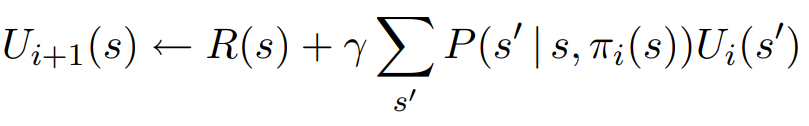 U_{i+1}(s) ← R(s) + γ ∑_{s′} P(s′ | s, π_i(s))U_i(s′)